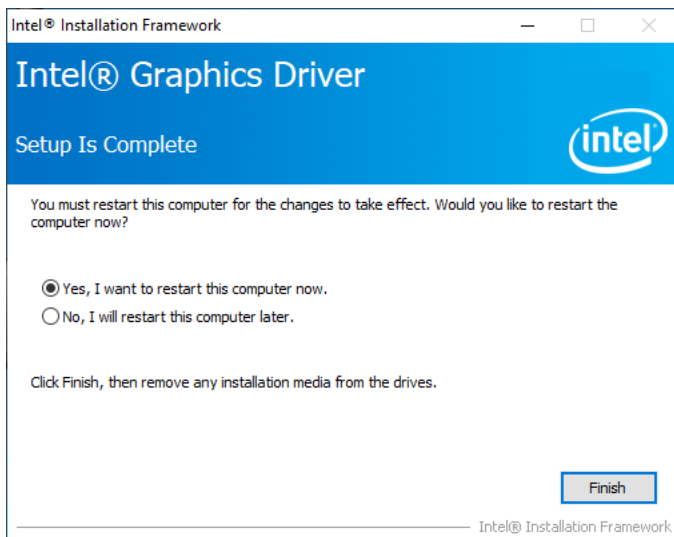 Intel® Installation Framework
Intel® Graphics Driver
Setup Is Complete
intel®
You must restart this computer for the changes to take effect. Would you like to restart the
computer now?
Yes, I want to restart this computer now.
No, I will restart this computer later.
Click Finish, then remove any installation media from the drives.
Finish
Intel® Installation Framework